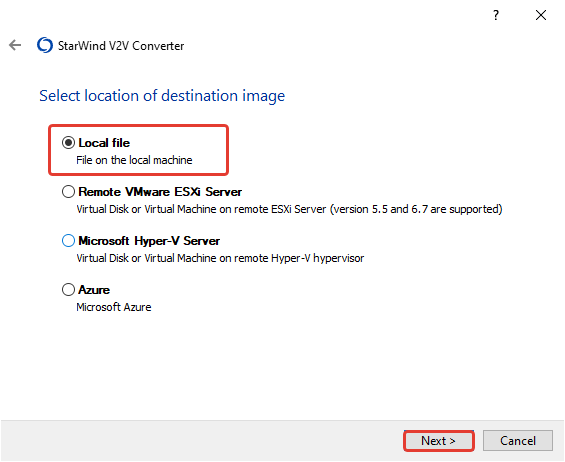 ?
StarWind V2V Converter
Select location of destination image
Local file
File on the local machine
Remote VMware ESXi Server
Virtual Disk or Virtual Machine on remote ESXi Server (version 5.5 and 6.7 are supported)
Microsoft Hyper-V Server
Virtual Disk or Virtual Machine on remote Hyper-V hypervisor
Azure
Microsoft Azure
Next > Cancel